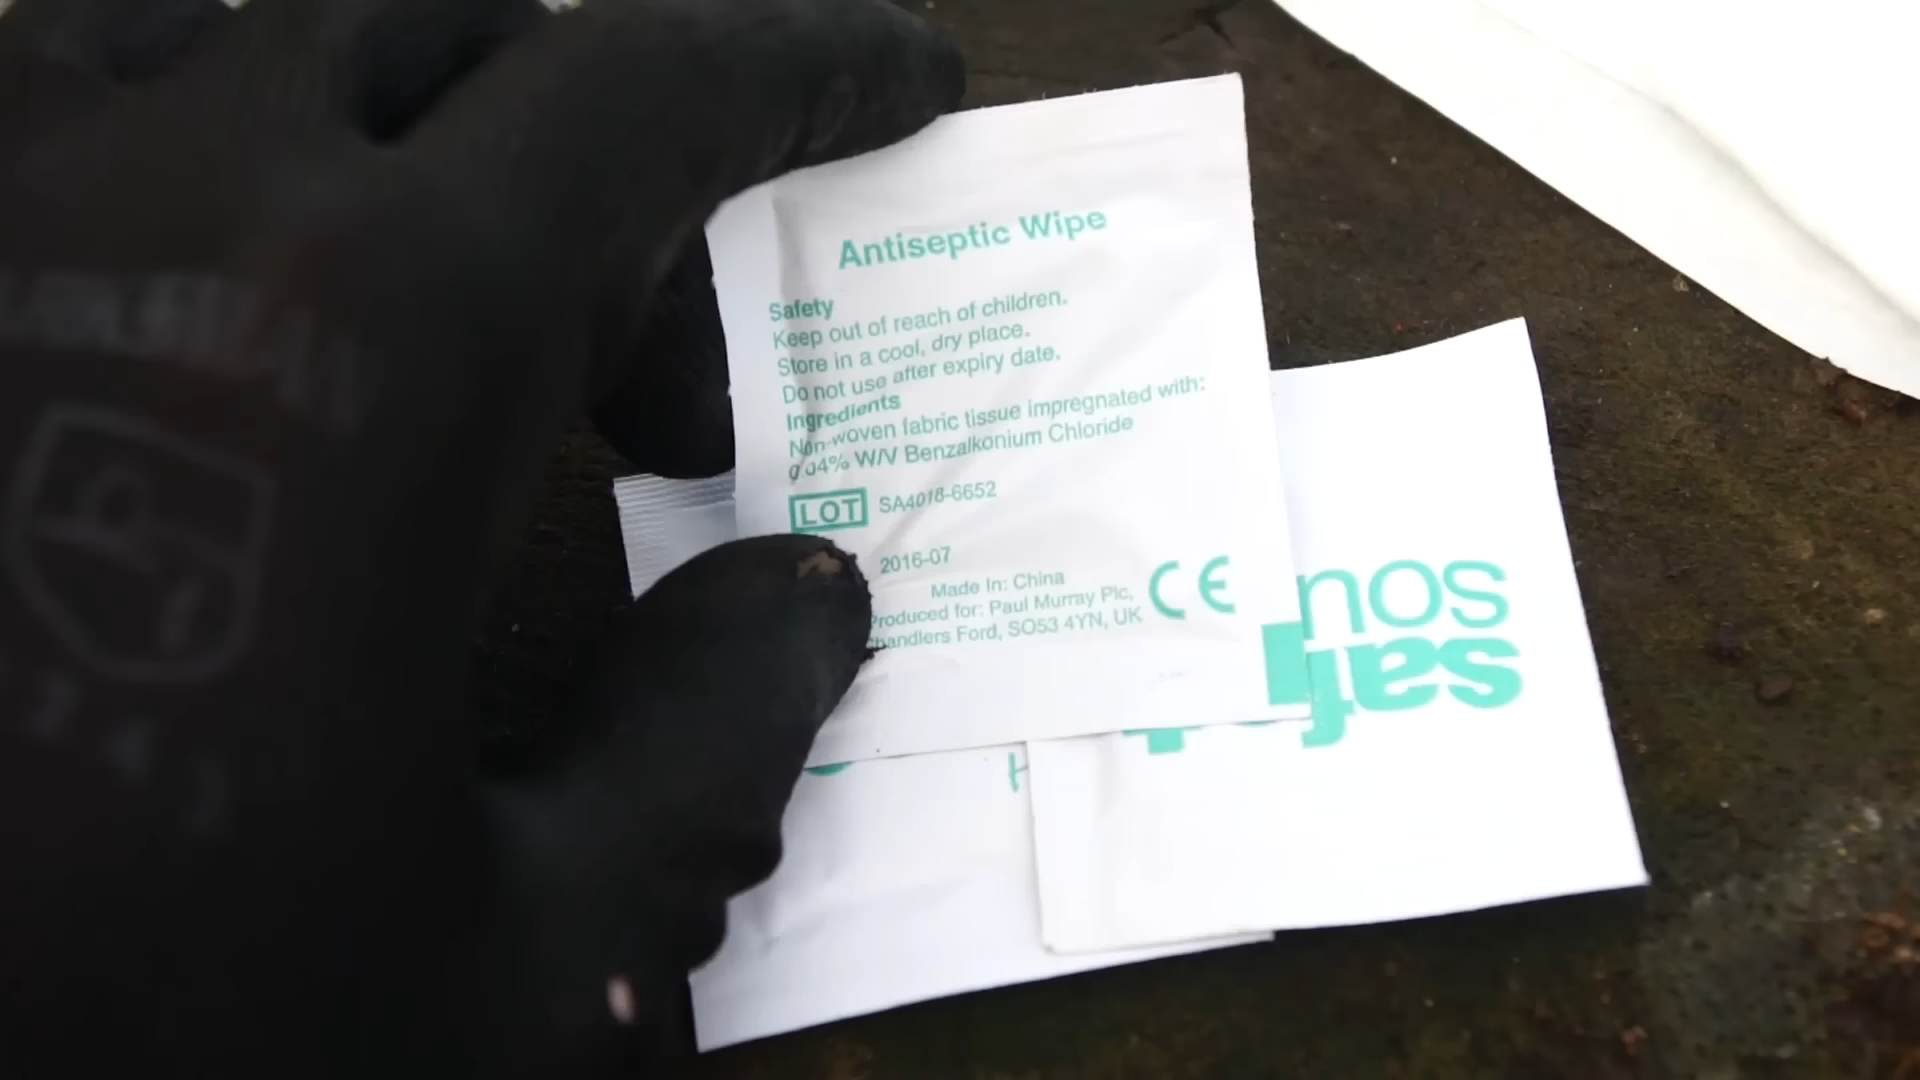 Antiseptic Wipe
Safety
Keep out of reach of children.
Store in a cool, dry place.
Do not use after expiry date.
Ingredients
Non-woven fabric tissue impregnated with:
0.04% W/V Benzalkonium Chloride
LOT SA4018-6652
2016-07
Made In: China
Produced for: Paul Murray Plc,
Chandlers Ford, SO53 4YN, UK
CE